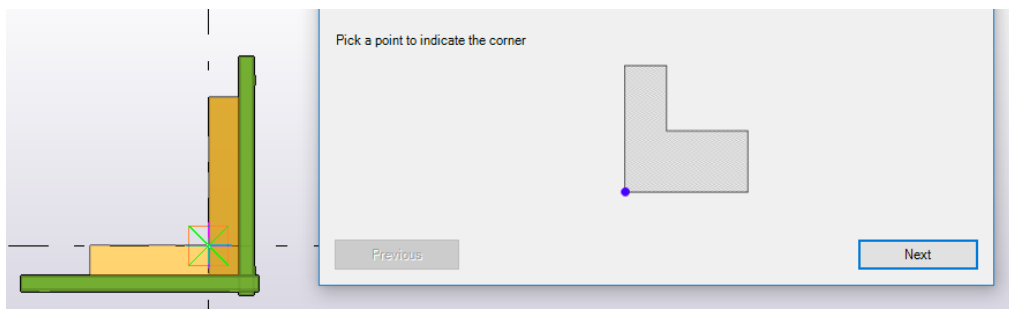 Pick a point to indicate the corner
Previous
Next